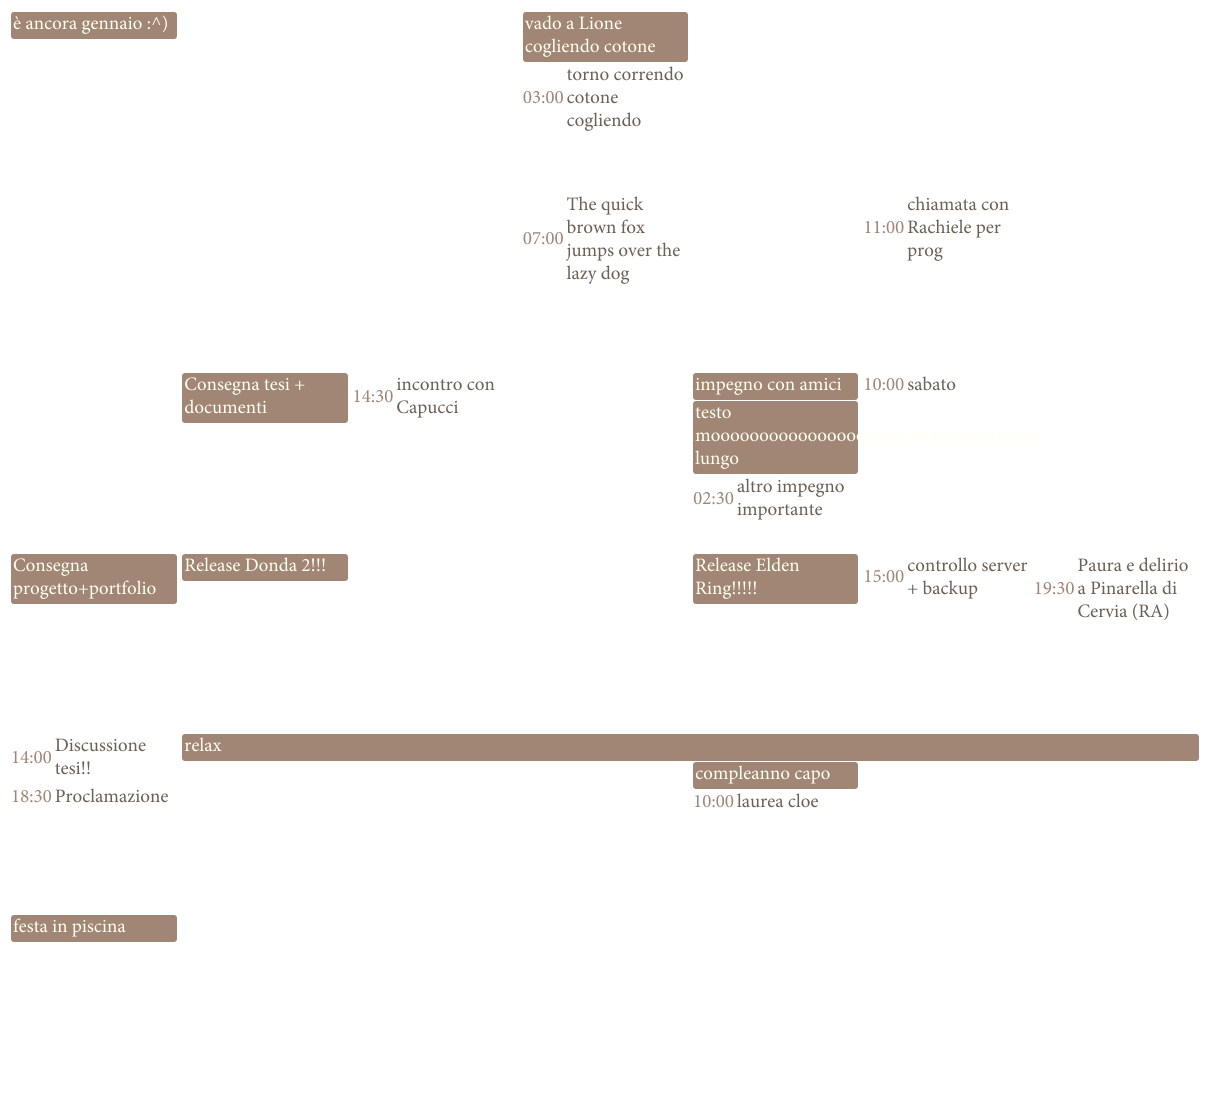 è ancora gennaio :^)
vado a Lione
cogliendo cotone
03:00 torno correndo
cotone
cogliendo
07:00 The quick
brown fox
jumps over the
lazy dog
11:00 chiamata con
Rachiele per
prog
Consegna tesi +
documenti
14:30 incontro con
Capucci
impegno con amici
testo
lungo
02:30 altro impegno
importante
10:00 sabato
Consegna
progetto+portfolio
Release Donda 2!!!
Release Elden
Ring!!!!!
15:00 controllo server
+ backup
19:30 Paura e delirio
a Pinarella di
Cervia (RA)
14:00 Discussione
tesi!!
18:30 Proclamazione
relax
compleanno capo
10:00 laurea cloe
festa in piscina